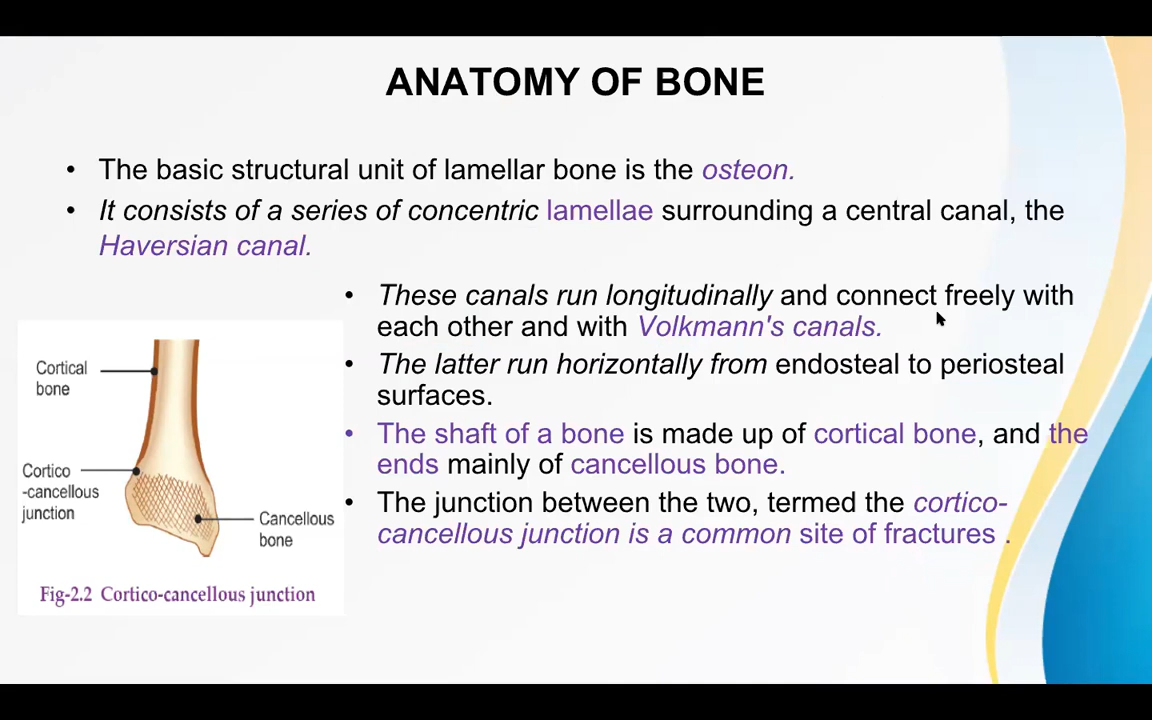 ANATOMY OF BONE
• The basic structural unit of lamellar bone is the osteon.
• It consists of a series of concentric lamellae surrounding a central canal, the
Haversian canal.
• These canals run longitudinally and connect freely with
each other and with Volkmann's canals.
• The latter run horizontally from endosteal to periosteal
surfaces.
• The shaft of a bone is made up of cortical bone, and the
ends mainly of cancellous bone.
• The junction between the two, termed the cortico-
cancellous junction is a common site of fractures .
Cortical
bone
Cortico
-cancellous
junction
Cancellous
bone
Fig-2.2 Cortico-cancellous junction